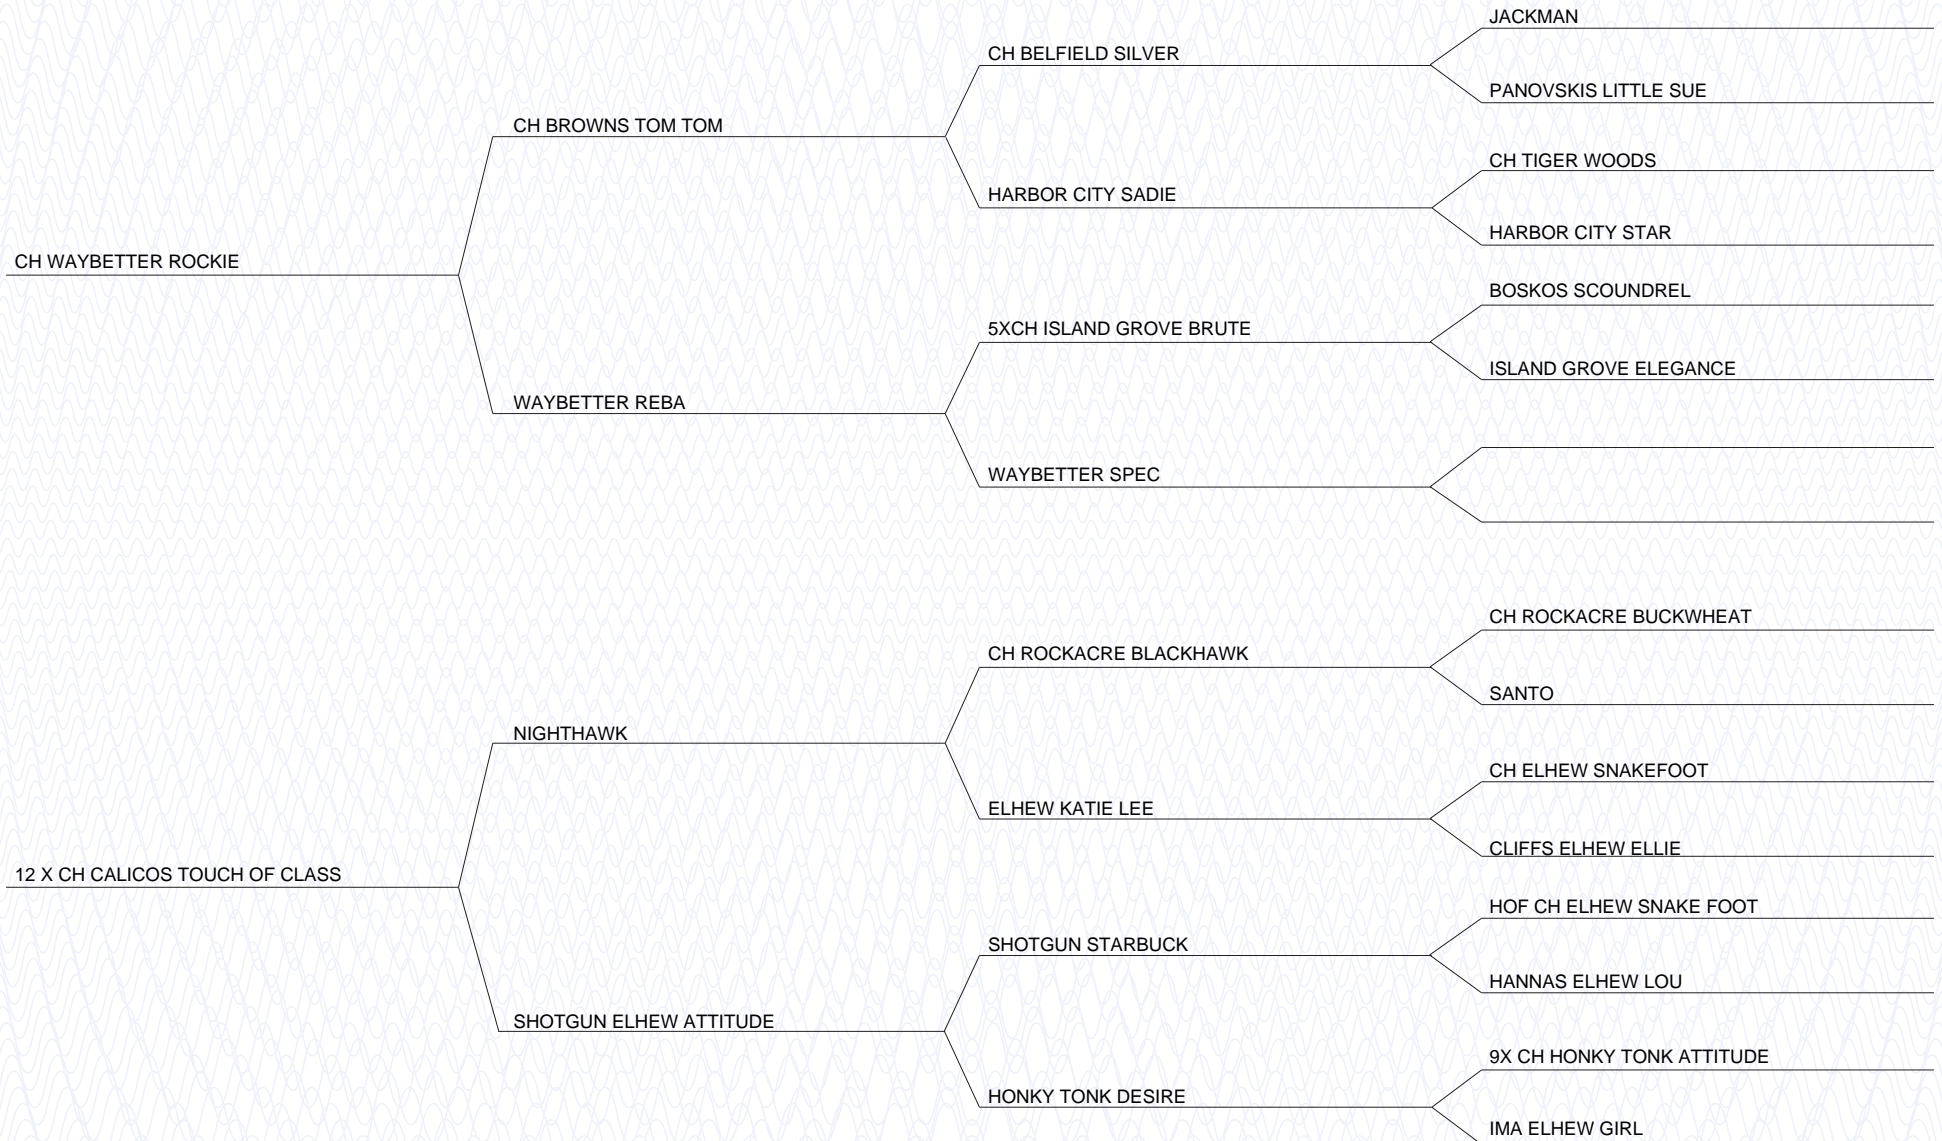 JACKMAN
CH BELFIELD SILVER
PANOVSKIS LITTLE SUE
CH BROWNS TOM TOM
CH TIGER WOODS
HARBOR CITY SADIE
HARBOR CITY STAR
CH WAYBETTER ROCKIE
BOSKOS SCOUNDREL
5XCH ISLAND GROVE BRUTE
ISLAND GROVE ELEGANCE
WAYBETTER REBA
WAYBETTER SPEC
CH ROCKACRE BUCKWHEAT
CH ROCKACRE BLACKHAWK
SANTO
NIGHTHAWK
CH ELHEW SNAKEFOOT
ELHEW KATIE LEE
CLIFFS ELHEW ELLIE
12 X CH CALICOS TOUCH OF CLASS
HOF CH ELHEW SNAKE FOOT
SHOTGUN STARBUCK
HANNAS ELHEW LOU
SHOTGUN ELHEW ATTITUDE
9X CH HONKY TONK ATTITUDE
HONKY TONK DESIRE
IMA ELHEW GIRL